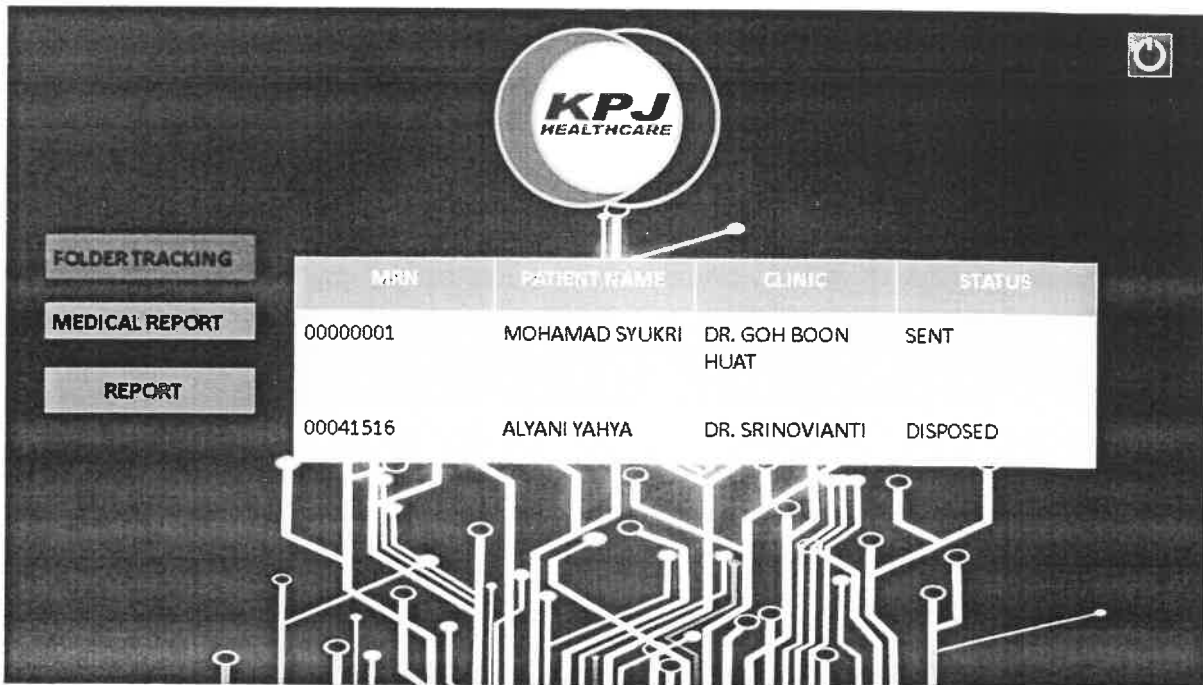 KPJ
HEALTHCARE
FOLDER TRACKING
MEDICAL REPORT
REPORT
MRN PATIENT NAME CLINIC STATUS
00000001 MOHAMAD SYUKRI DR. GOH BOON SENT
HUAT
00041516 ALYANI YAHYA DR. SRINOVIANTI DISPOSED